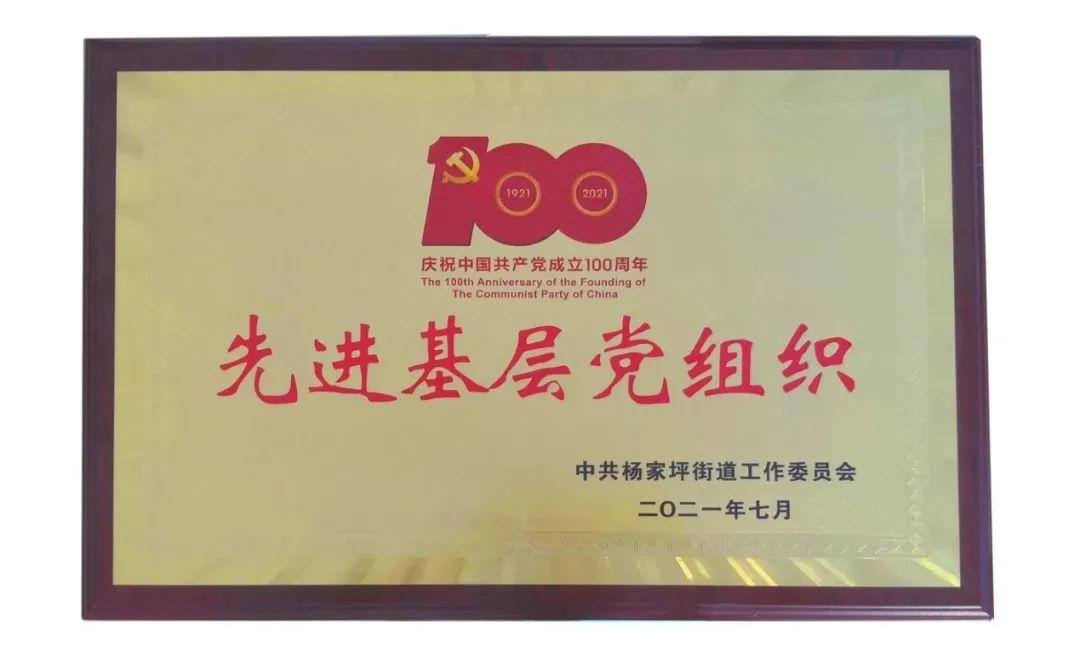 1921 2021
庆祝中国共产党成立100周年
The 100th Anniversary of the Founding of
The Communist Party of China
先进基层党组织
中共杨家坪街道工作委员会
二〇二一年七月